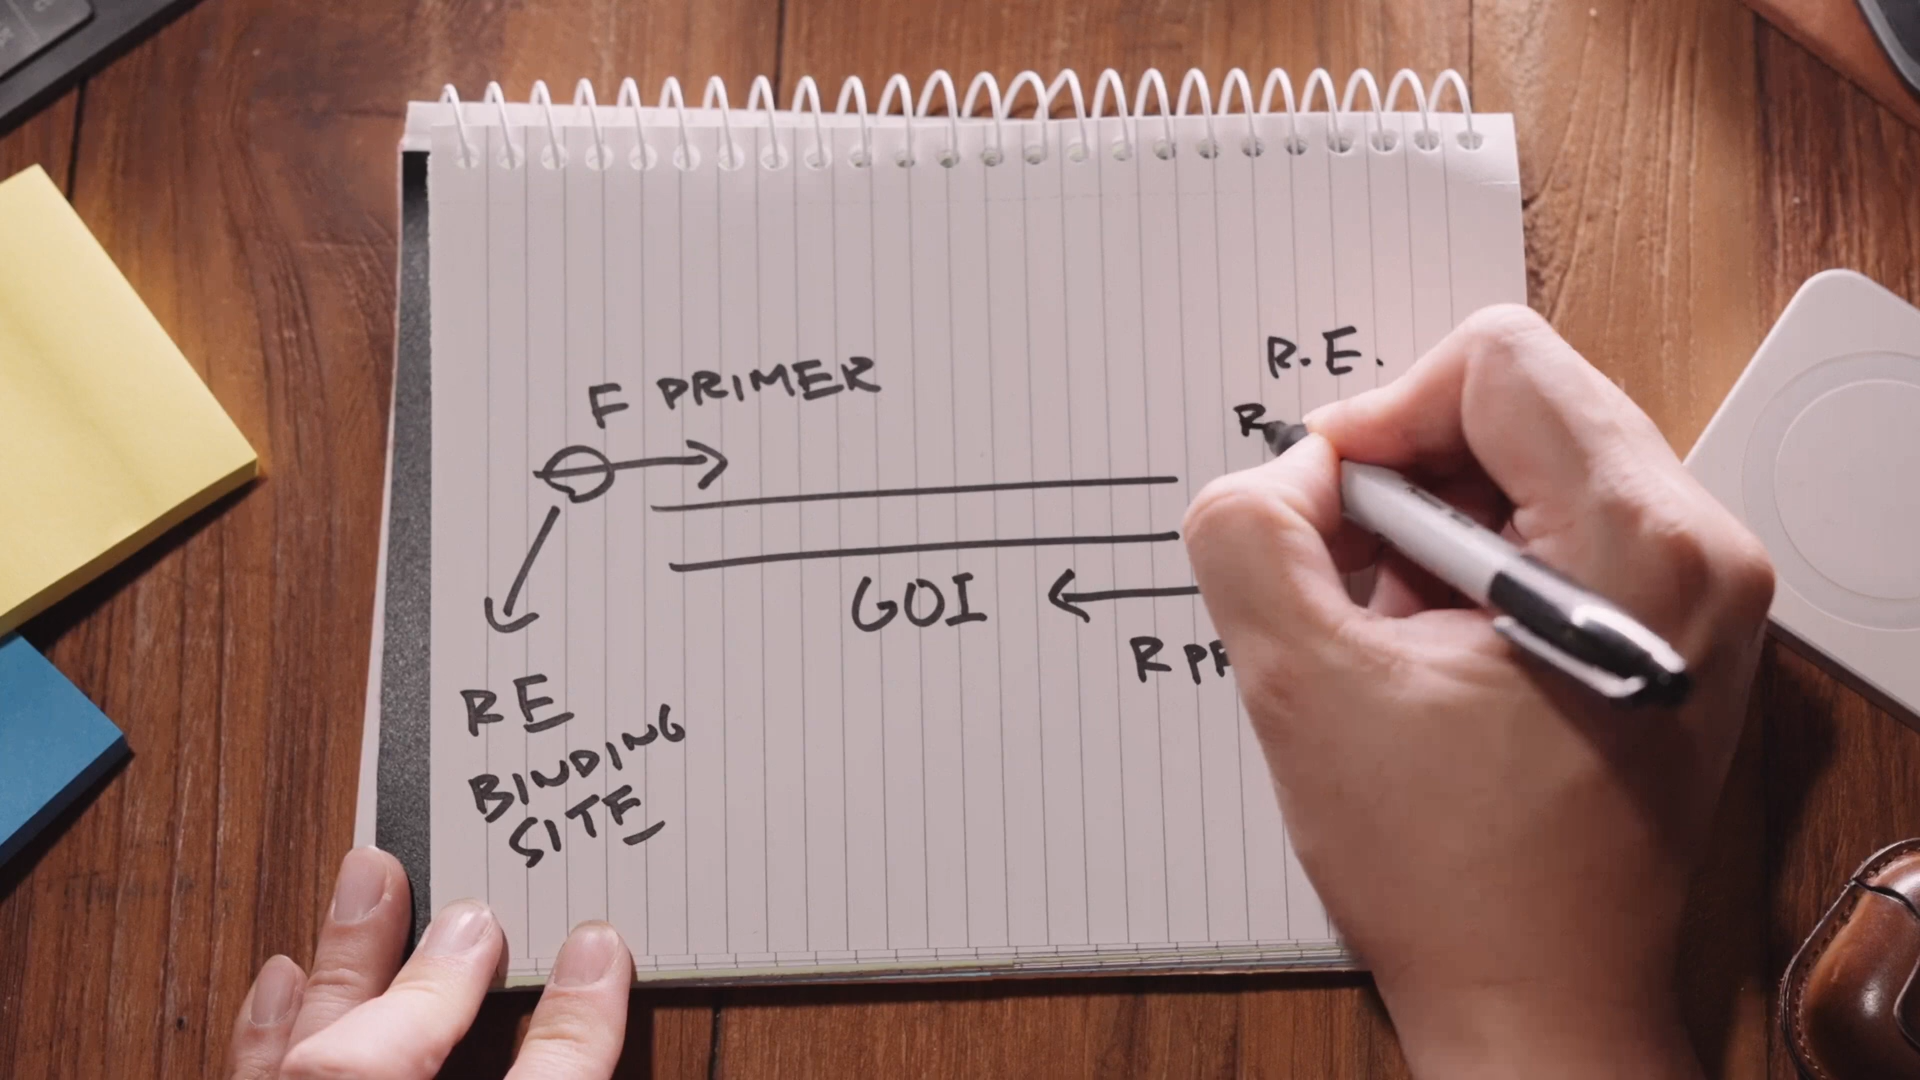 F PRIMER
R.E.
GOI
R
RE
BINDING
SITE